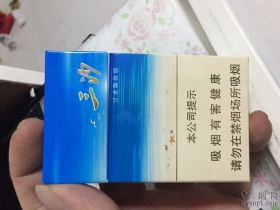 三沙
本公司提示
吸烟有害健康
请勿在禁烟场所吸烟